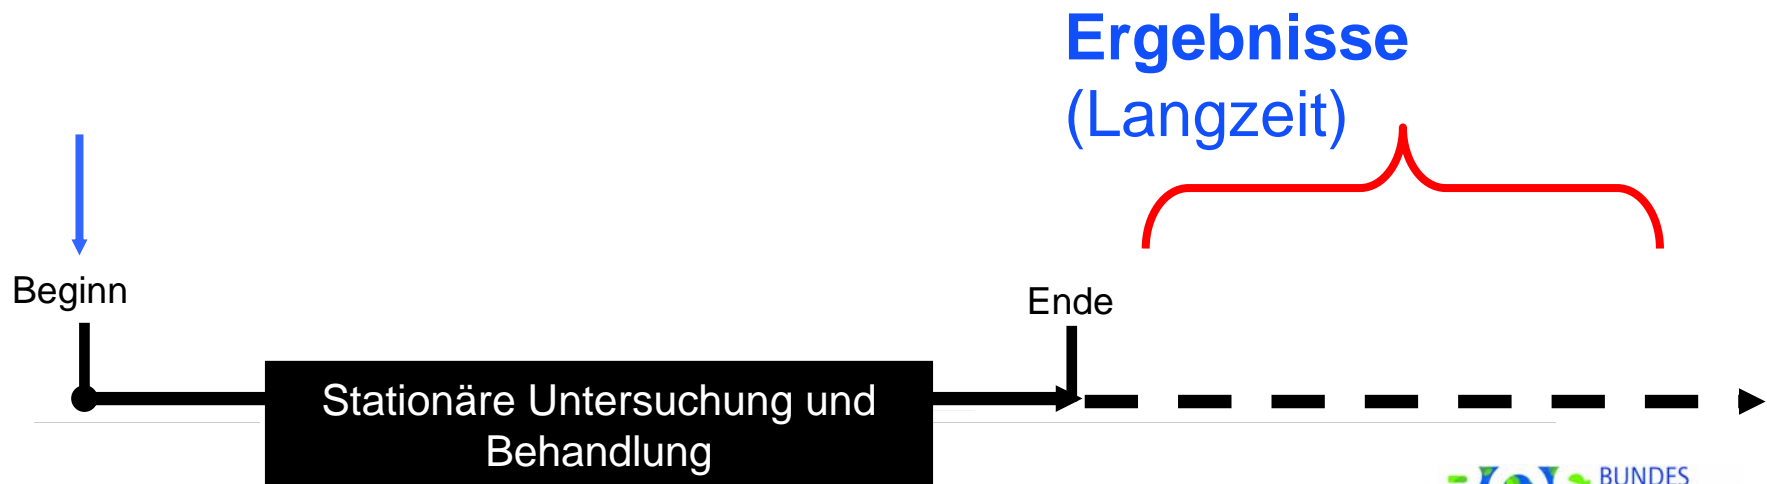 Ergebnisse
(Langzeit)
Beginn
Ende
Stationäre Untersuchung und
Behandlung
BUNDES